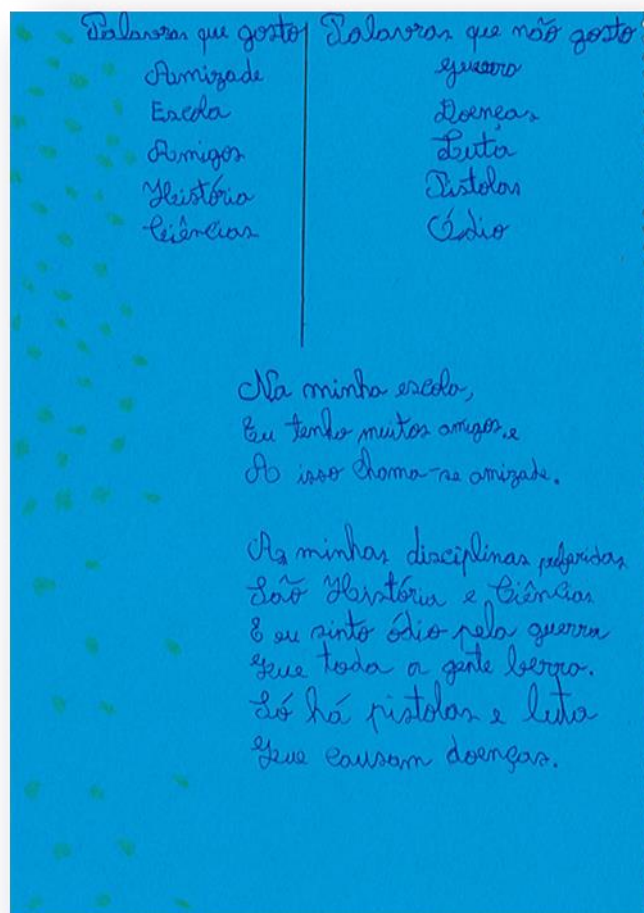 Palavras que gosto Palavras que não gosto
Amizade guerra
Escola Doenças
Amigos Luta
História Pistolas
Ciências Ódio
Na minha escola,
Eu tenho muitos amigos, e
A isso chama-se amizade.
As minhas disciplinas preferidas
São História e Ciências
E eu sinto ódio pela guerra
Que toda a gente berra.
Só há pistolas e luta
Que causam doenças.